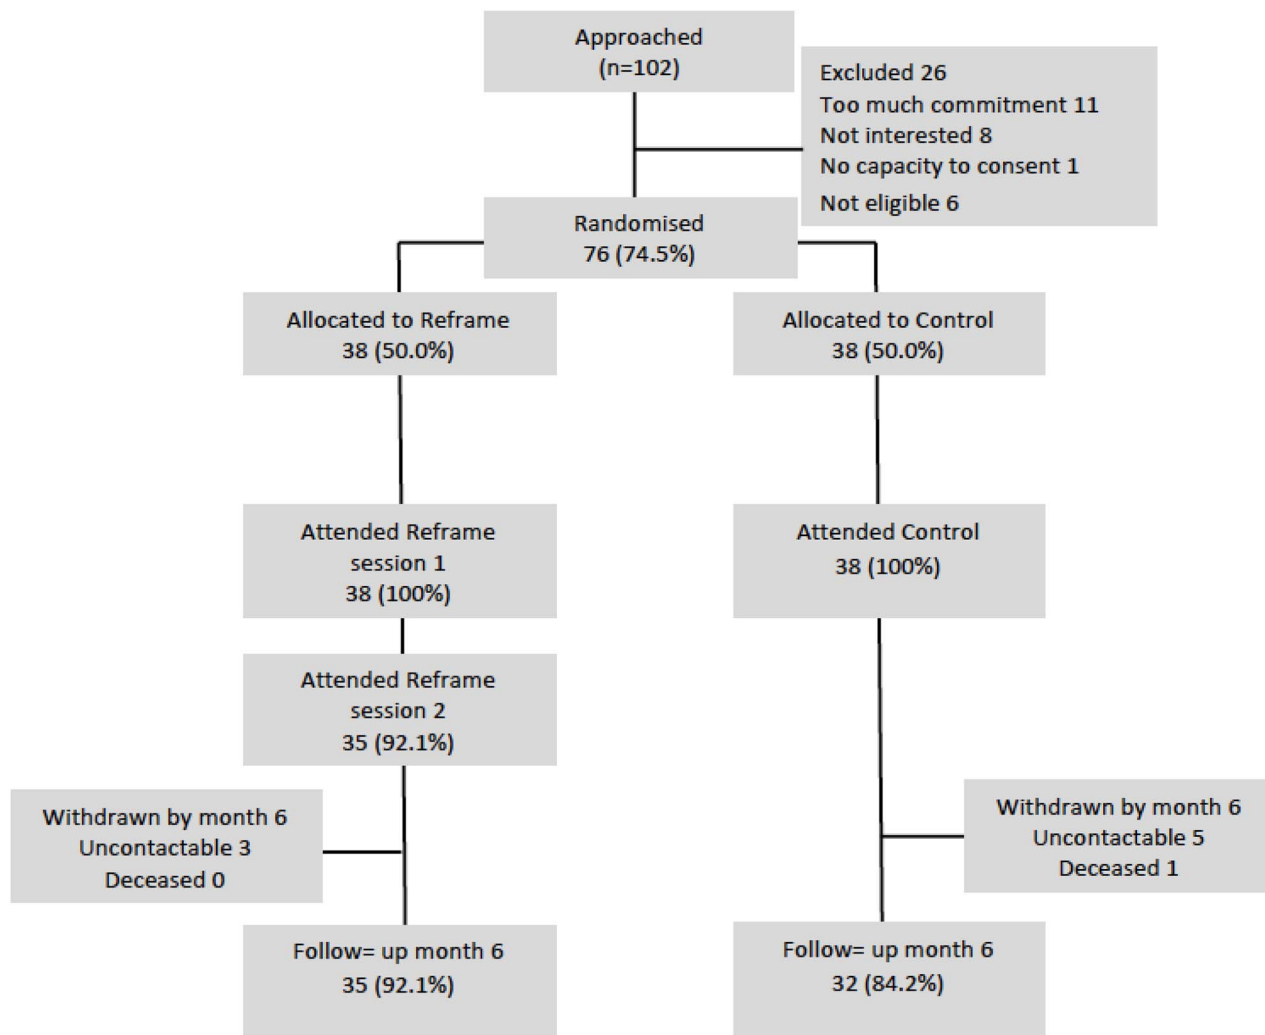 Approached
(n=102)
Excluded 26
Too much commitment 11
Not interested 8
No capacity to consent 1
Not eligible 6
Randomised
76 (74.5%)
Allocated to Reframe
38 (50.0%)
Allocated to Control
38 (50.0%)
Attended Reframe
session 1
38 (100%)
Attended Control
38 (100%)
Attended Reframe
session 2
35 (92.1%)
Withdrawn by month 6
Uncontactable 3
Deceased 0
Withdrawn by month 6
Uncontactable 5
Deceased 1
Follow= up month 6
35 (92.1%)
Follow= up month 6
32 (84.2%)